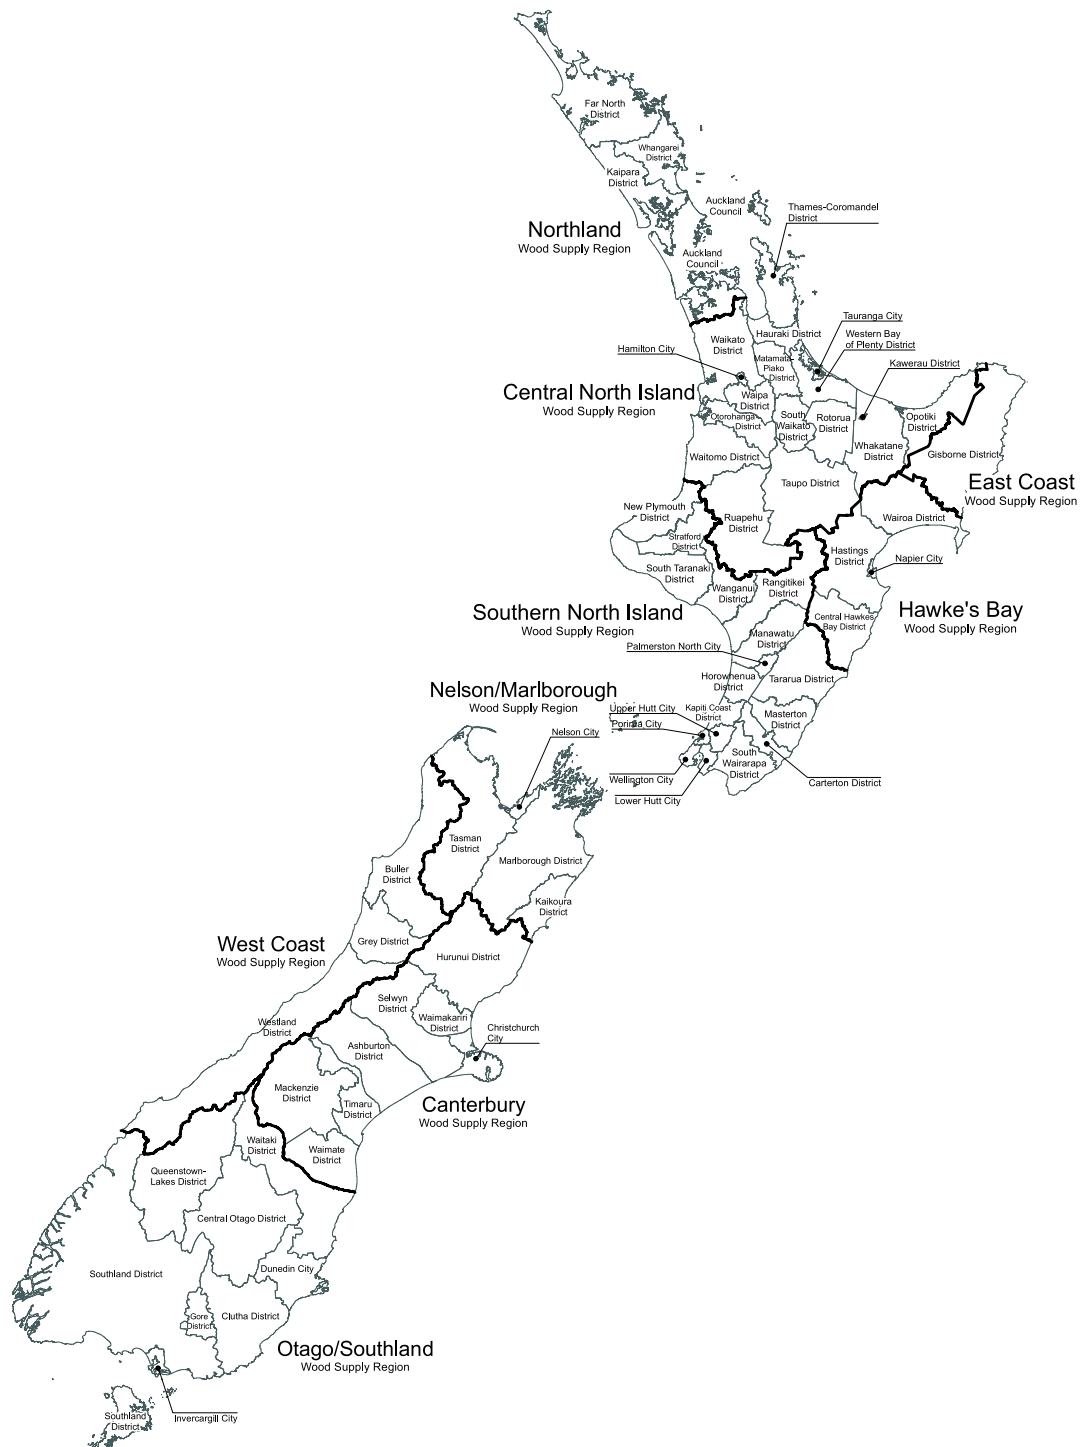 Far North
District
Whangarei
District
Kaipara
District
Auckland
Council
Thames-Coromandel
District
Northland
Wood Supply Region
Auckland
Council
Tauranga City
Hauraki District
Western Bay
of Plenty District
Waikato
District
Hamilton City
Matamata-
Piako
District
Kawerau District
Central North Island
Wood Supply Region
Waipa
District
Otorohanga
District
South
Waikato
District
Rotorua
District
Opotiki
District
Whakatane
District
Gisborne District
Waitomo District
Taupo District
East Coast
Wood Supply Region
New Plymouth
District
Ruapehu
District
Wairoa District
Stratford
District
Hastings
District
Napier City
South Taranaki
District
Wanganui
District
Rangitikei
District
Southern North Island
Wood Supply Region
Hawke's Bay
Wood Supply Region
Central Hawkes
Bay District
Manawatu
District
Palmerston North City
Horowhenua
District
Tararua District
Nelson/Marlborough
Wood Supply Region
Upper Hutt City
Kapiti Coast
District
Masterton
District
Porirua City
Nelson City
South
Wairarapa
District
Wellington City
Carterton District
Lower Hutt City
Tasman
District
Marlborough District
Buller
District
Kaikoura
District
West Coast
Wood Supply Region
Grey District
Hurunui District
Selwyn
District
Waimakariri
District
Westland
District
Christchurch
City
Ashburton
District
Mackenzie
District
Timaru
District
Canterbury
Wood Supply Region
Waitaki
District
Waimate
District
Queenstown-
Lakes District
Central Otago District
Southland District
Dunedin City
Gore
District
Clutha District
Otago/Southland
Wood Supply Region
Southland
District
Invercargill City